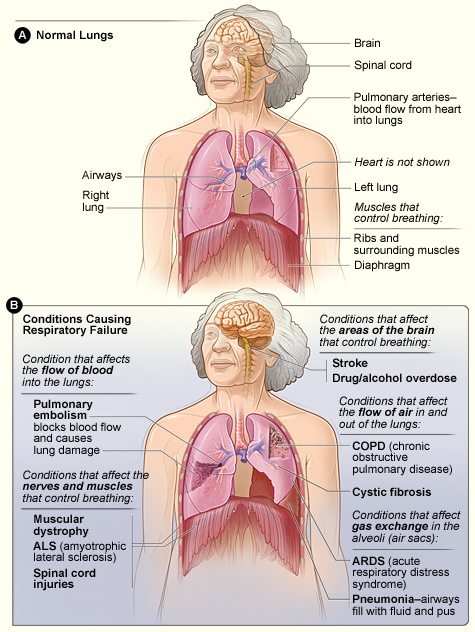 A Normal Lungs
Brain
Spinal cord
Pulmonary arteries–
blood flow from heart
into lungs
Heart is not shown
Airways
Right
lung
Left lung
Muscles that
control breathing:
Ribs and
surrounding muscles
Diaphragm
B
Conditions Causing
Respiratory Failure
Condition that affects
the flow of blood
into the lungs:
Pulmonary
embolism
blocks blood flow
and causes
lung damage
Conditions that affect the
nerves and muscles
that control breathing:
Muscular
dystrophy
ALS (amyotrophic
lateral sclerosis)
Spinal cord
injuries
Conditions that affect
the areas of the brain
that control breathing:
Stroke
Drug/alcohol overdose
Conditions that affect
the flow of air in and
out of the lungs:
COPD (chronic
obstructive
pulmonary disease)
Cystic fibrosis
Conditions that affect
gas exchange in the
alveoli (air sacs):
ARDS (acute
respiratory distress
syndrome)
Pneumonia–airways
fill with fluid and pus